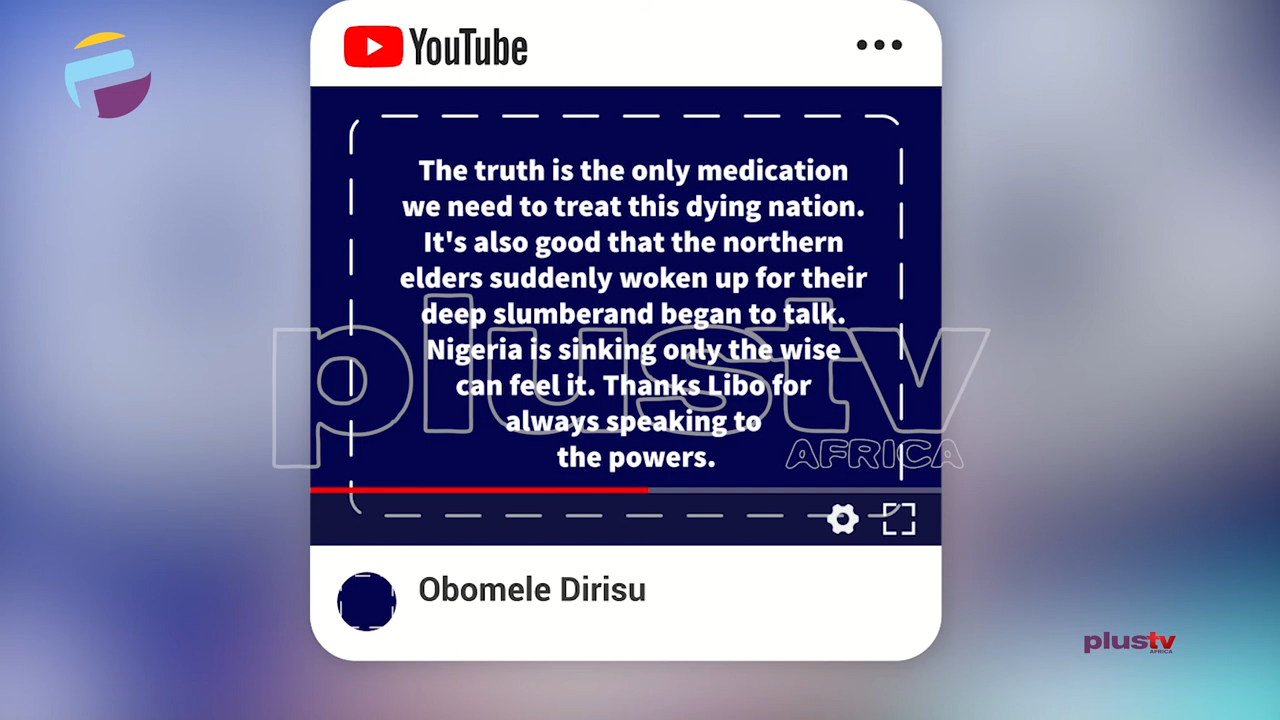 YouTube
The truth is the only medication
we need to treat this dying nation.
It's also good that the northern
elders suddenly woken up for their
deep slumberand began to talk.
Nigeria is sinking only the wise
can feel it. Thanks Libo for
always speaking to
the powers.
plustv
AFRICA
Obomele Dirisu
plustv
AFRICA